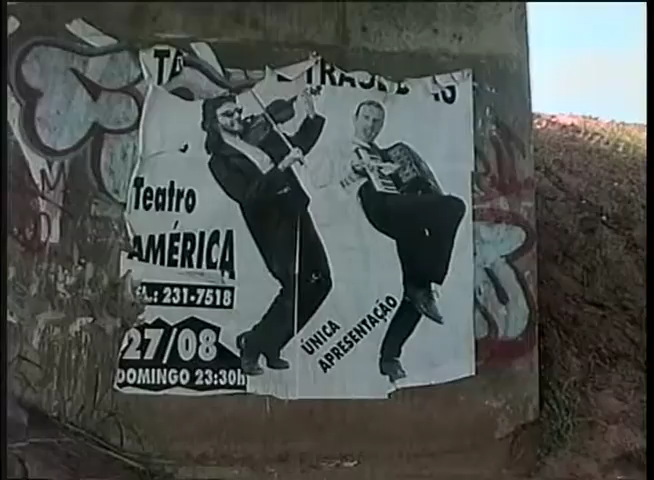 Teatro
AMÉRICA
231-7518
27/08
DOMINGO 23:30h
ÚNICA
APRESENTAÇÃO